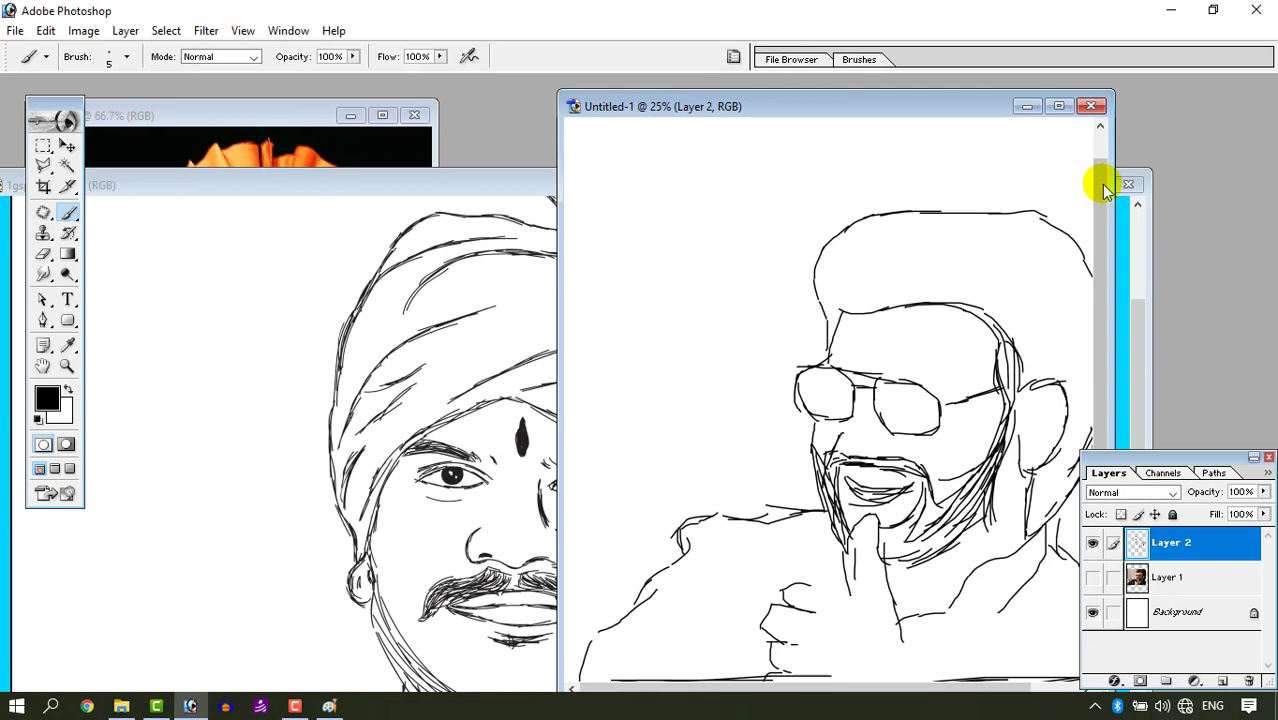 Adobe Photoshop
File Edit Image Layer Select Filter View Window Help
Brush: 5 Mode: Normal Opacity: 100% Flow: 100% File Browser Brushes
@ 66.7% (RGB)
Untitled-1 @ 25% (Layer 2, RGB)
(RGB)
T
Layers Channels Paths
Normal Opacity: 100%
Lock: Fill: 100%
Layer 2
Layer 1
Background
ENG